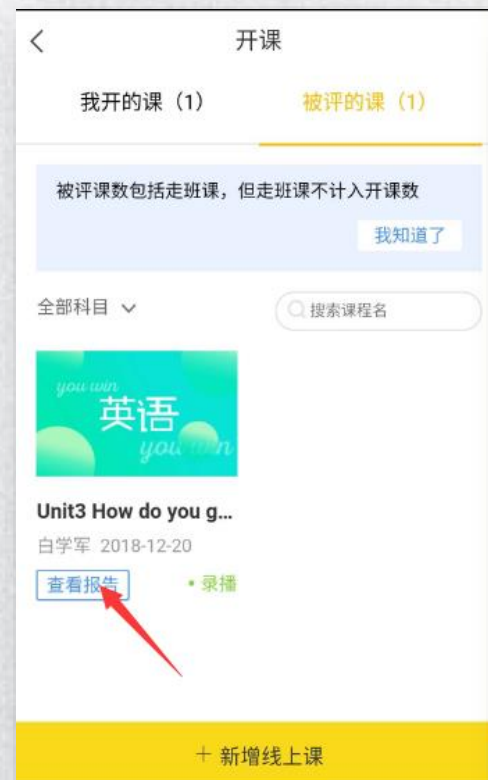 开课
我开的课（1）
被评的课（1）
被评课数包括走班课，但走班课不计入开课数
我知道了
全部科目
搜索课程名
you win
英语
you win
Unit3 How do you g...
白学军 2018-12-20
查看报告
•录播
＋ 新增线上课